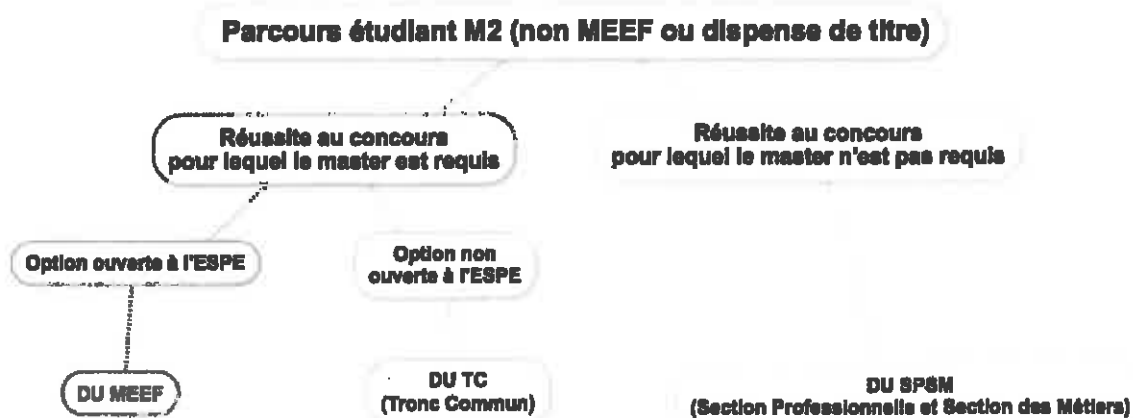 Parcours étudiant M2 (non MEEF ou dispense de titre)
Réussite au concours
pour lequel le master est requis
Réussite au concours
pour lequel le master n'est pas requis
Option ouverte à l'ESPE
Option non
ouverte à l'ESPE
DU MEEF
DU TC
(Tronc Commun)
DU SPSM
(Section Professionnelle et Section des Métiers)